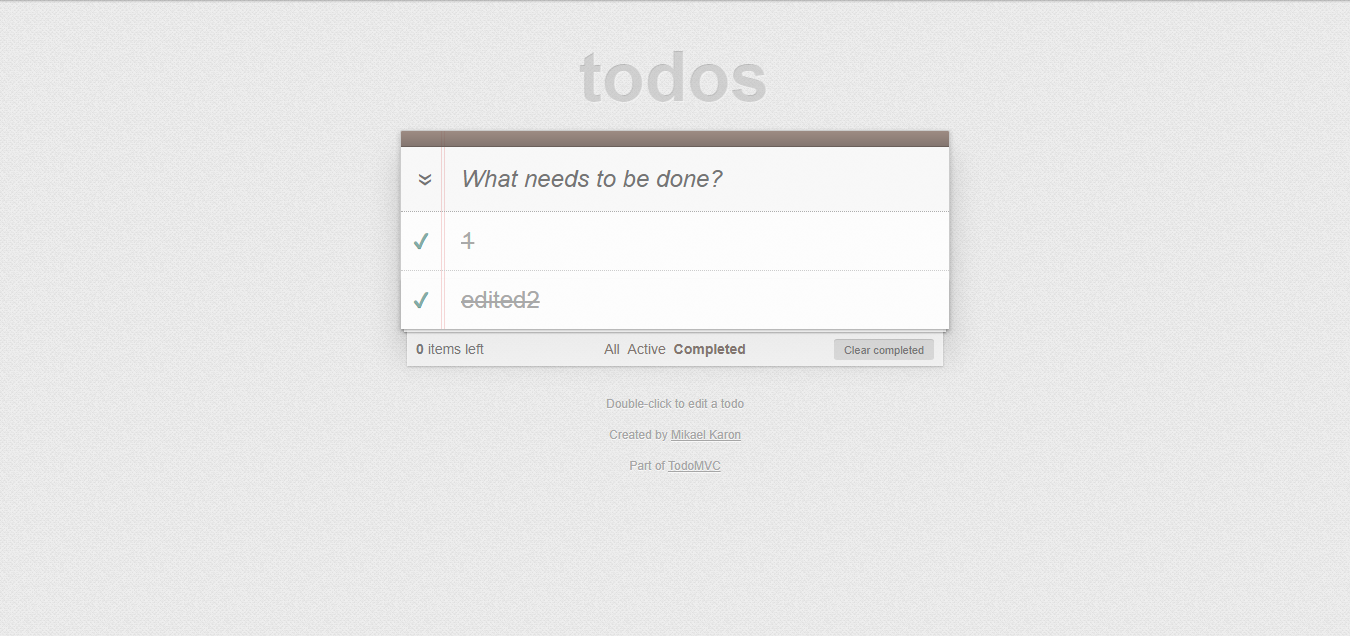 todos
What needs to be done?
1
edited2
0 items left All Active Completed Clear completed
Double-click to edit a todo
Created by Mikael Karon
Part of TodoMVC